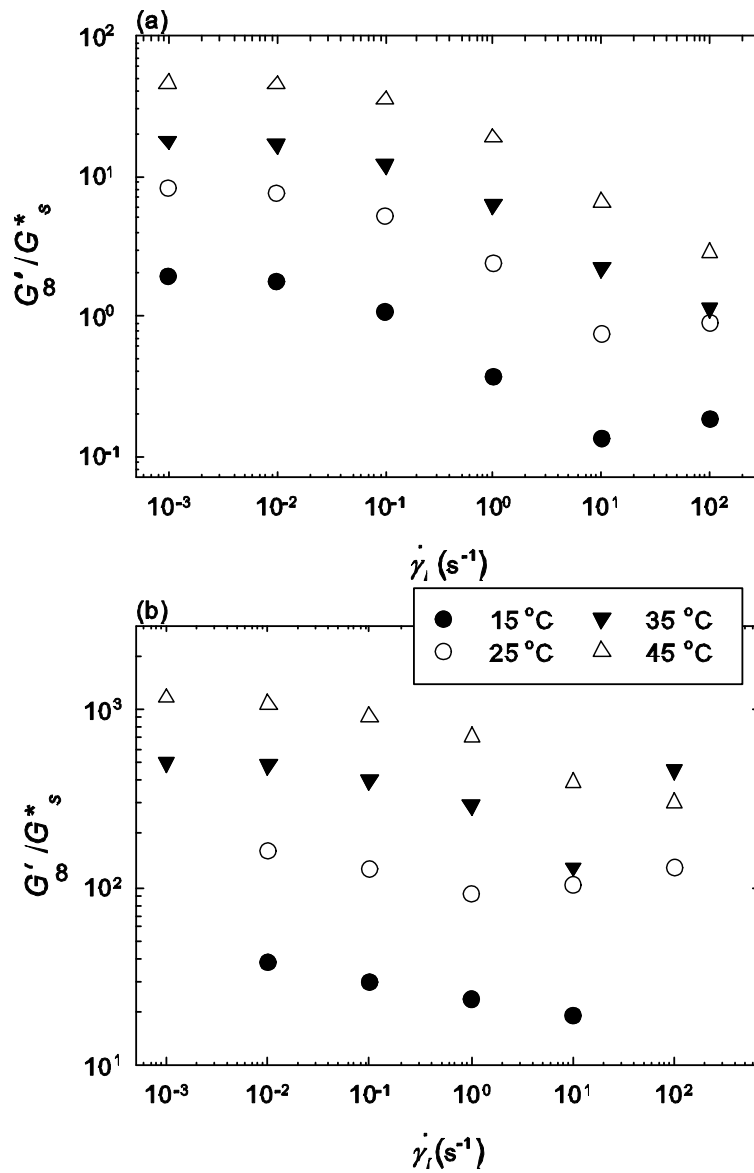 (a)
10²
10¹
10⁰
10⁻¹
G'∞/G*s
10⁻³ 10⁻² 10⁻¹ 10⁰ 10¹ 10²
γ̇ᵢ (s⁻¹)
(b)
15 °C 35 °C
25 °C 45 °C
10³
10²
10¹
G'∞/G*s
10⁻³ 10⁻² 10⁻¹ 10⁰ 10¹ 10²
γ̇ᵢ (s⁻¹)